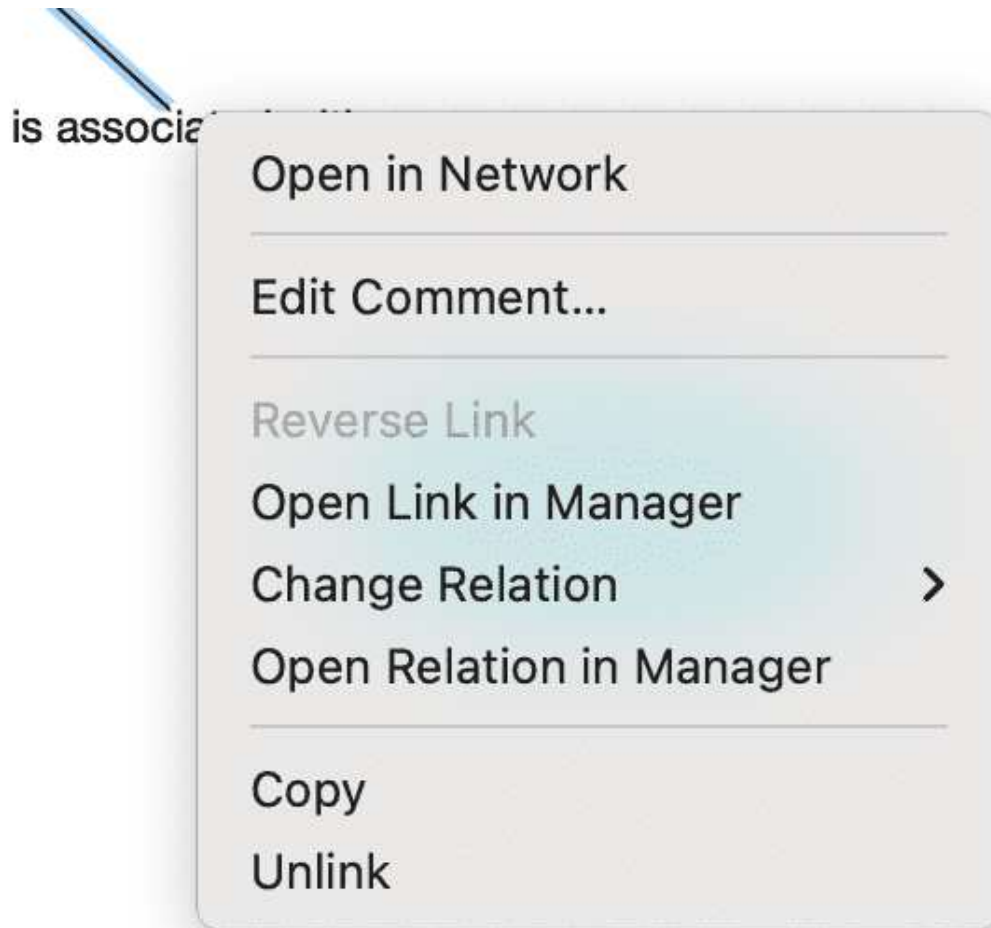 is associa
Open in Network
Edit Comment...
Reverse Link
Open Link in Manager
Change Relation
Open Relation in Manager
Copy
Unlink